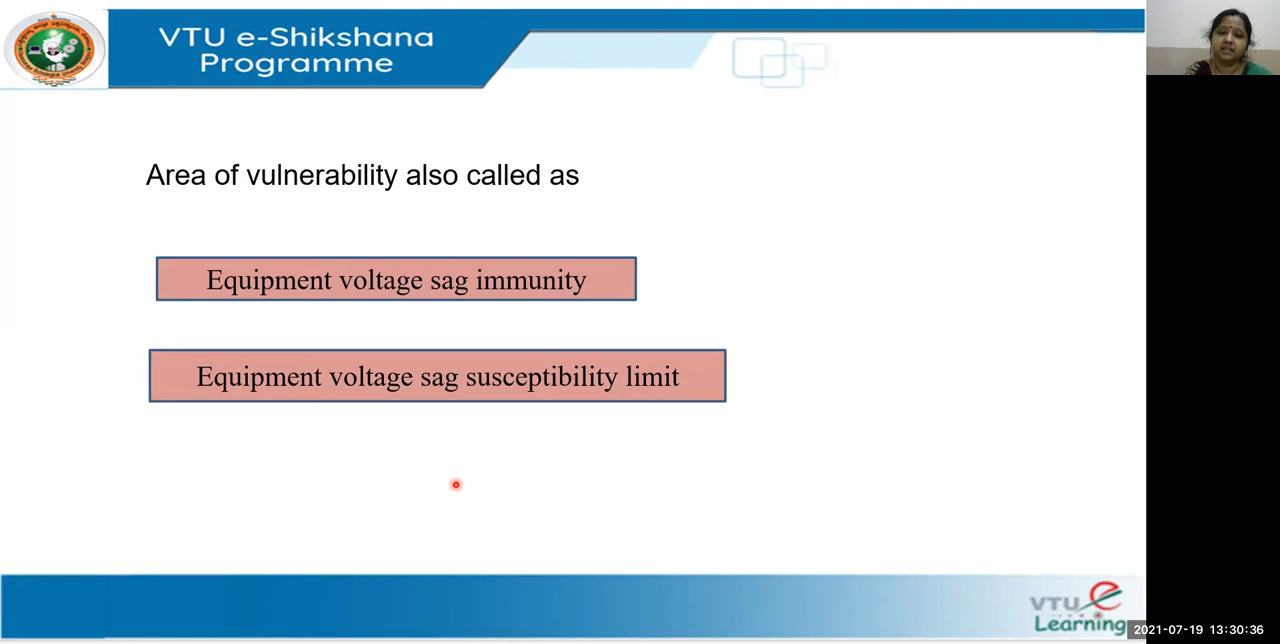 VTU e-Shikshana
Programme
Area of vulnerability also called as
Equipment voltage sag immunity
Equipment voltage sag susceptibility limit
VTU e
Learning
2021-07-19 13:30:36